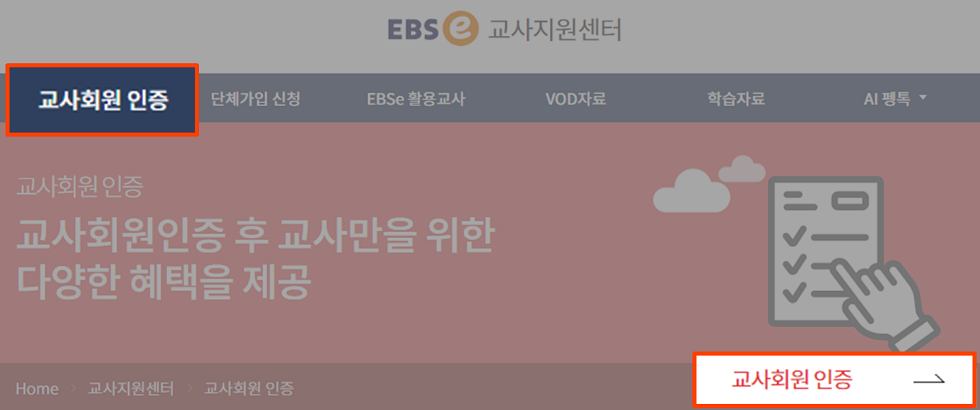 EBS e 교사지원센터
교사회원 인증 단체가입 신청 EBSe 활용교사 VOD자료 학습자료 AI 펭톡
교사회원 인증
교사회원인증 후 교사만을 위한
다양한 혜택을 제공
Home 교사지원센터 교사회원 인증
교사회원 인증